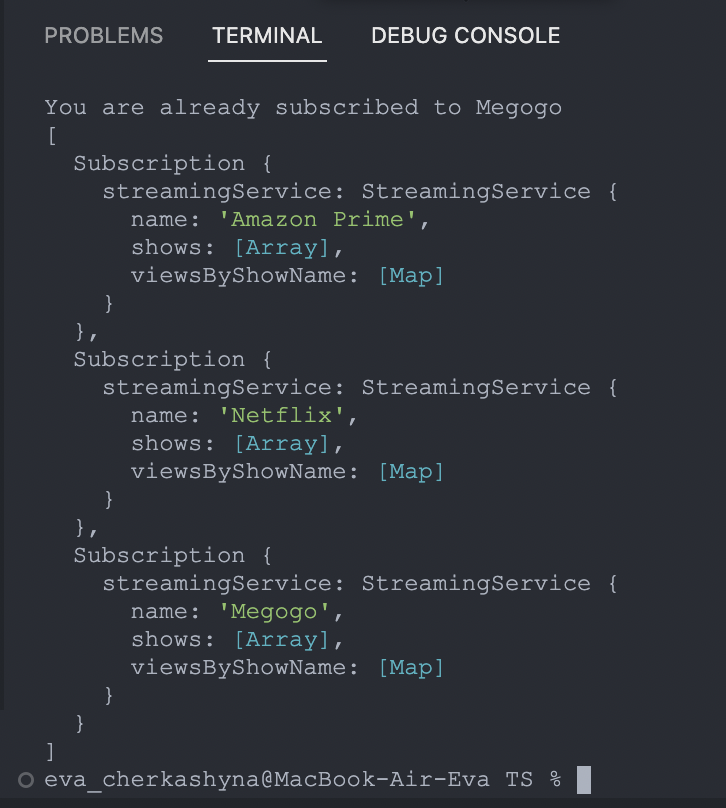 PROBLEMS TERMINAL DEBUG CONSOLE
You are already subscribed to Megogo
[
  Subscription {
    streamingService: StreamingService {
      name: 'Amazon Prime',
      shows: [Array],
      viewsByShowName: [Map]
    }
  },
  Subscription {
    streamingService: StreamingService {
      name: 'Netflix',
      shows: [Array],
      viewsByShowName: [Map]
    }
  },
  Subscription {
    streamingService: StreamingService {
      name: 'Megogo',
      shows: [Array],
      viewsByShowName: [Map]
    }
  }
]
eva_cherkashyna@MacBook-Air-Eva TS %